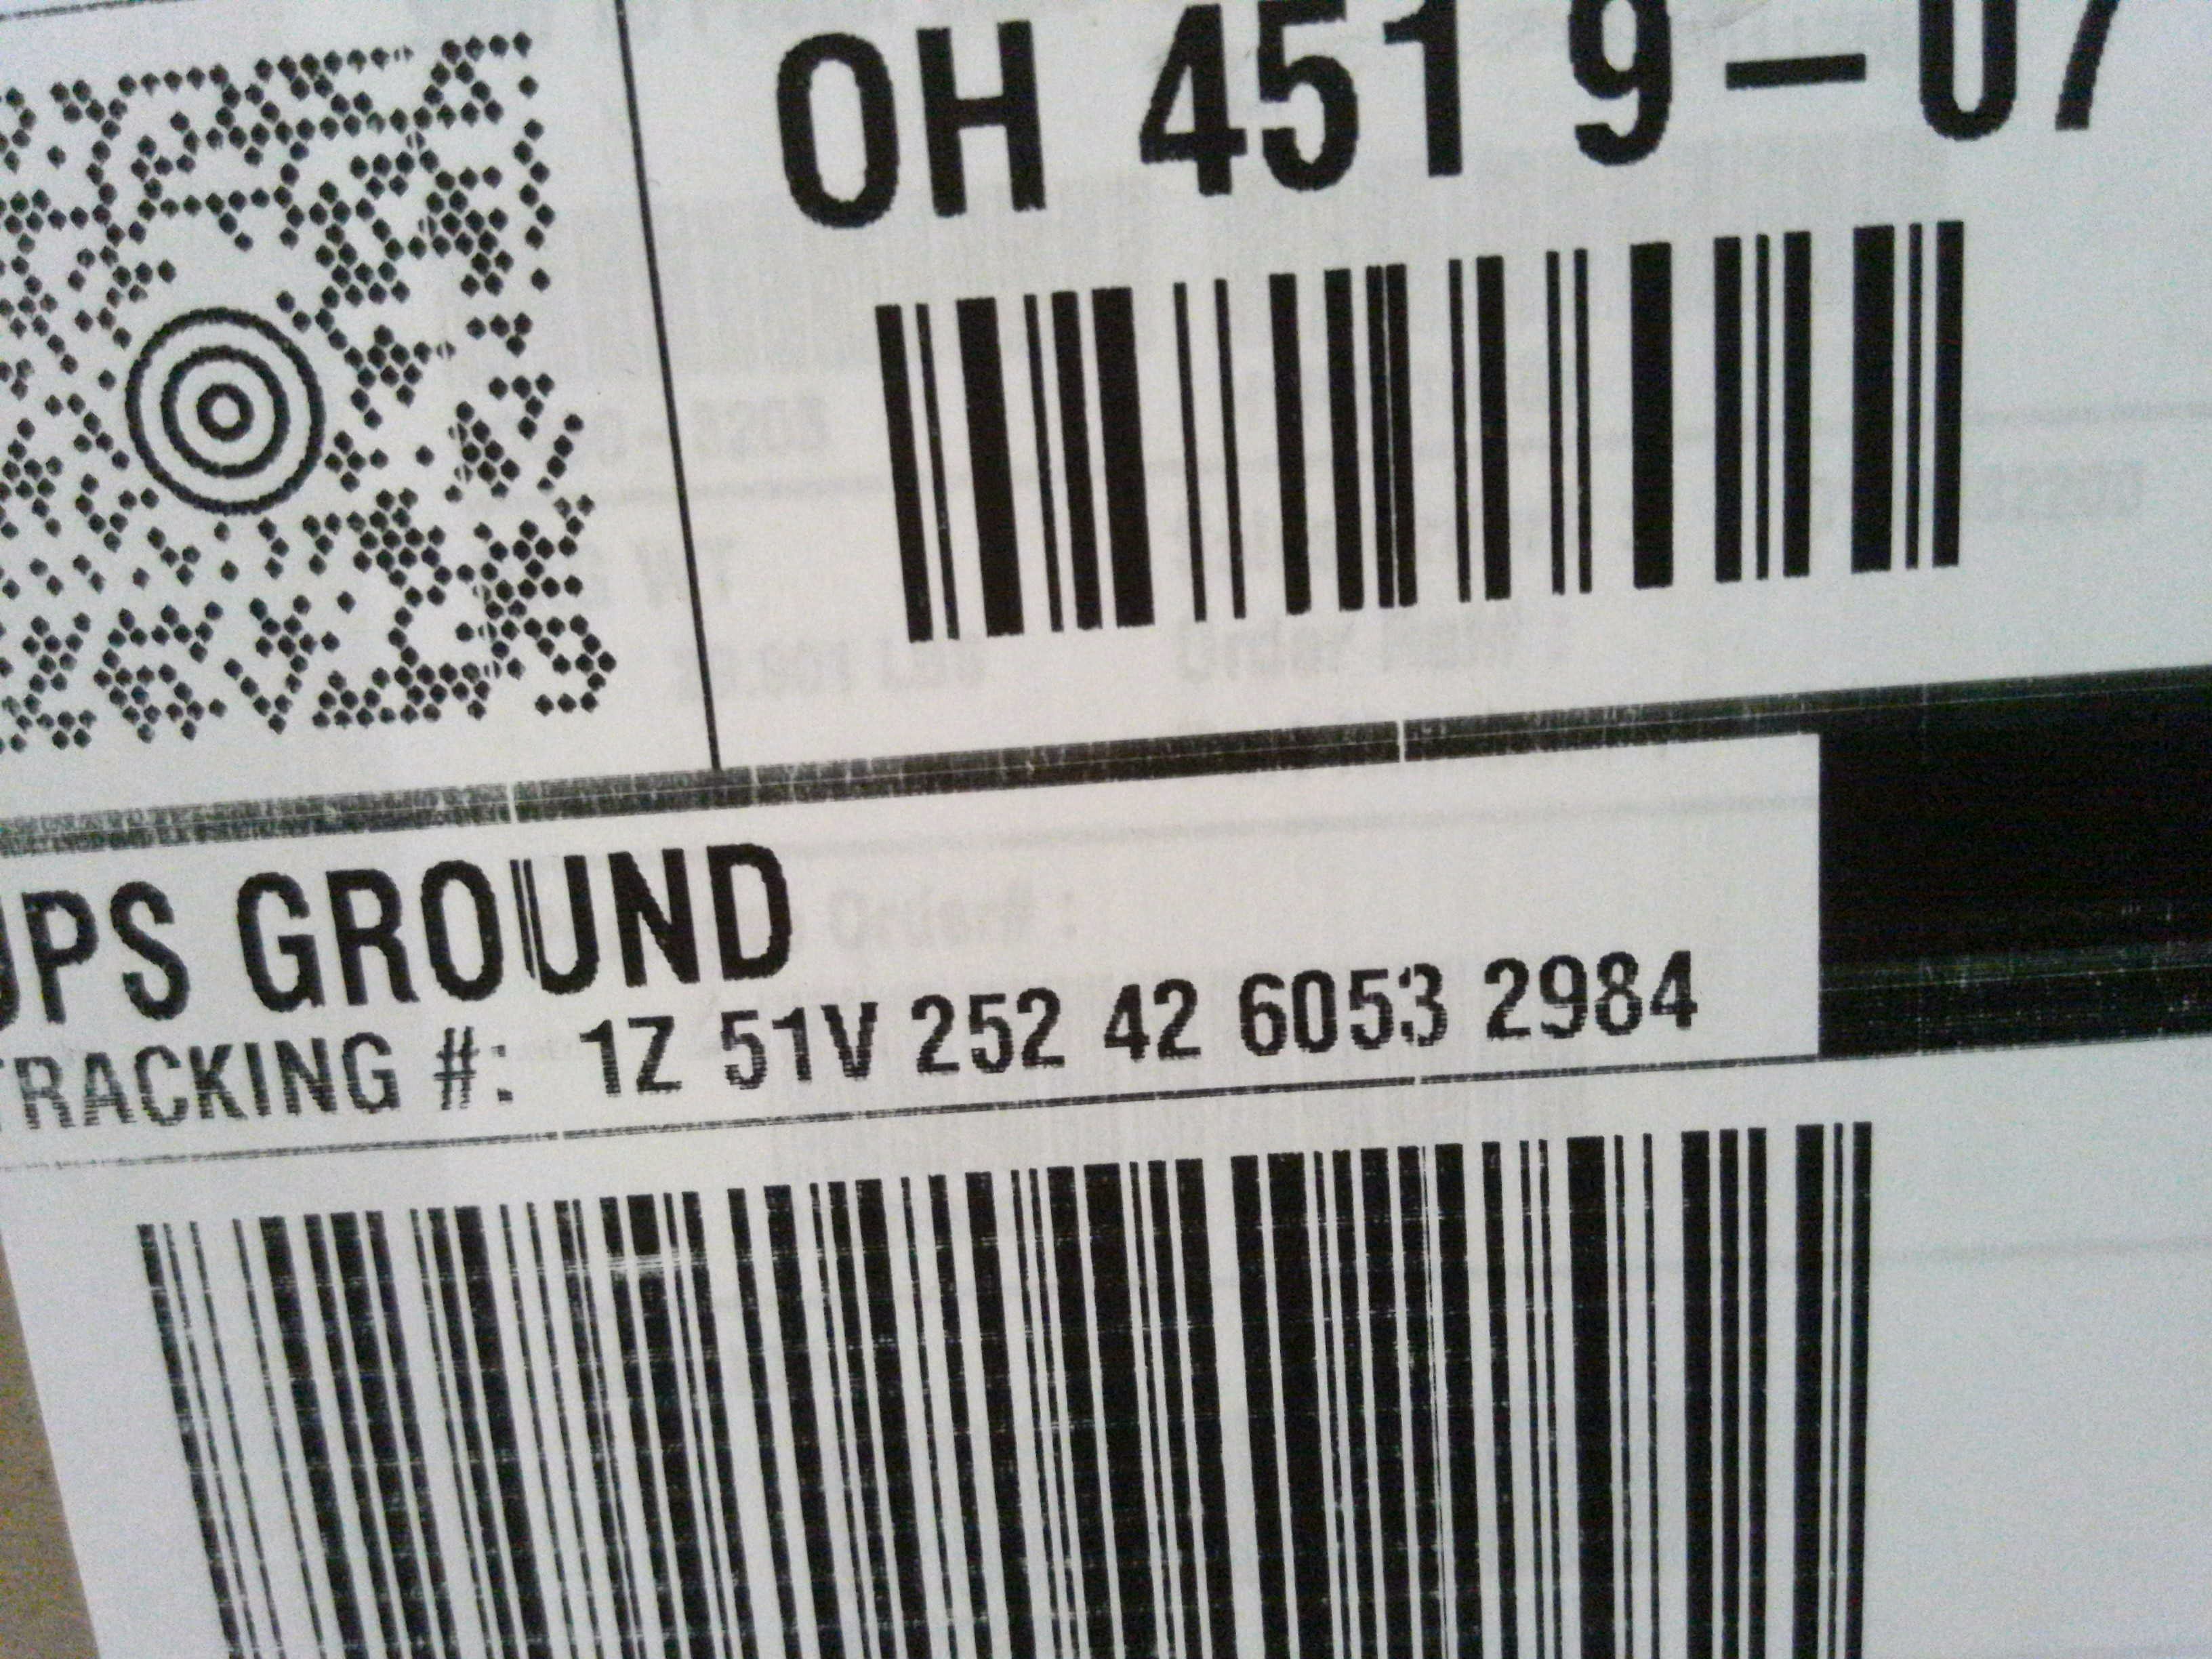 OH 451 9-07
UPS GROUND
TRACKING #: 1Z 51V 252 42 6053 2984